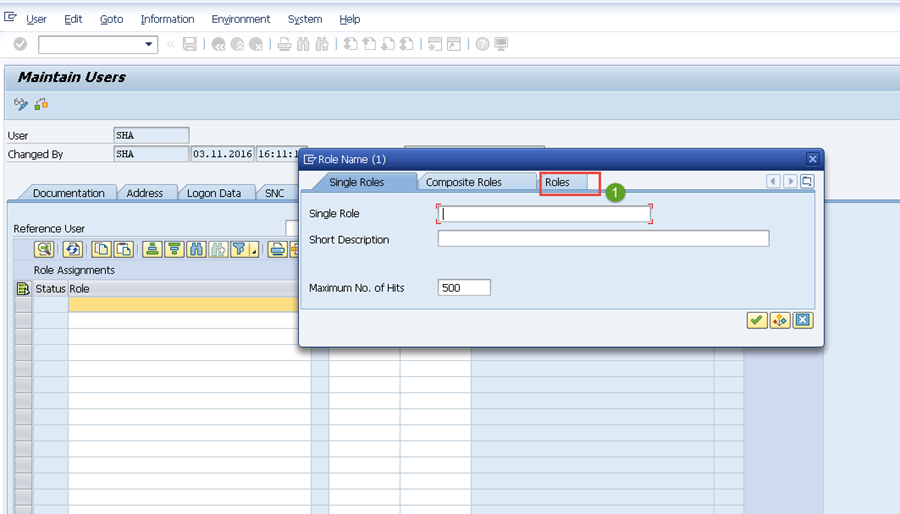 User Edit Goto Information Environment System Help
Maintain Users
User SHA
Changed By SHA 03.11.2016 16:11:1
Role Name (1)
Documentation Address Logon Data SNC
Single Roles Composite Roles Roles
1
Single Role
Short Description
Maximum No. of Hits 500
Reference User
Role Assignments
Status Role